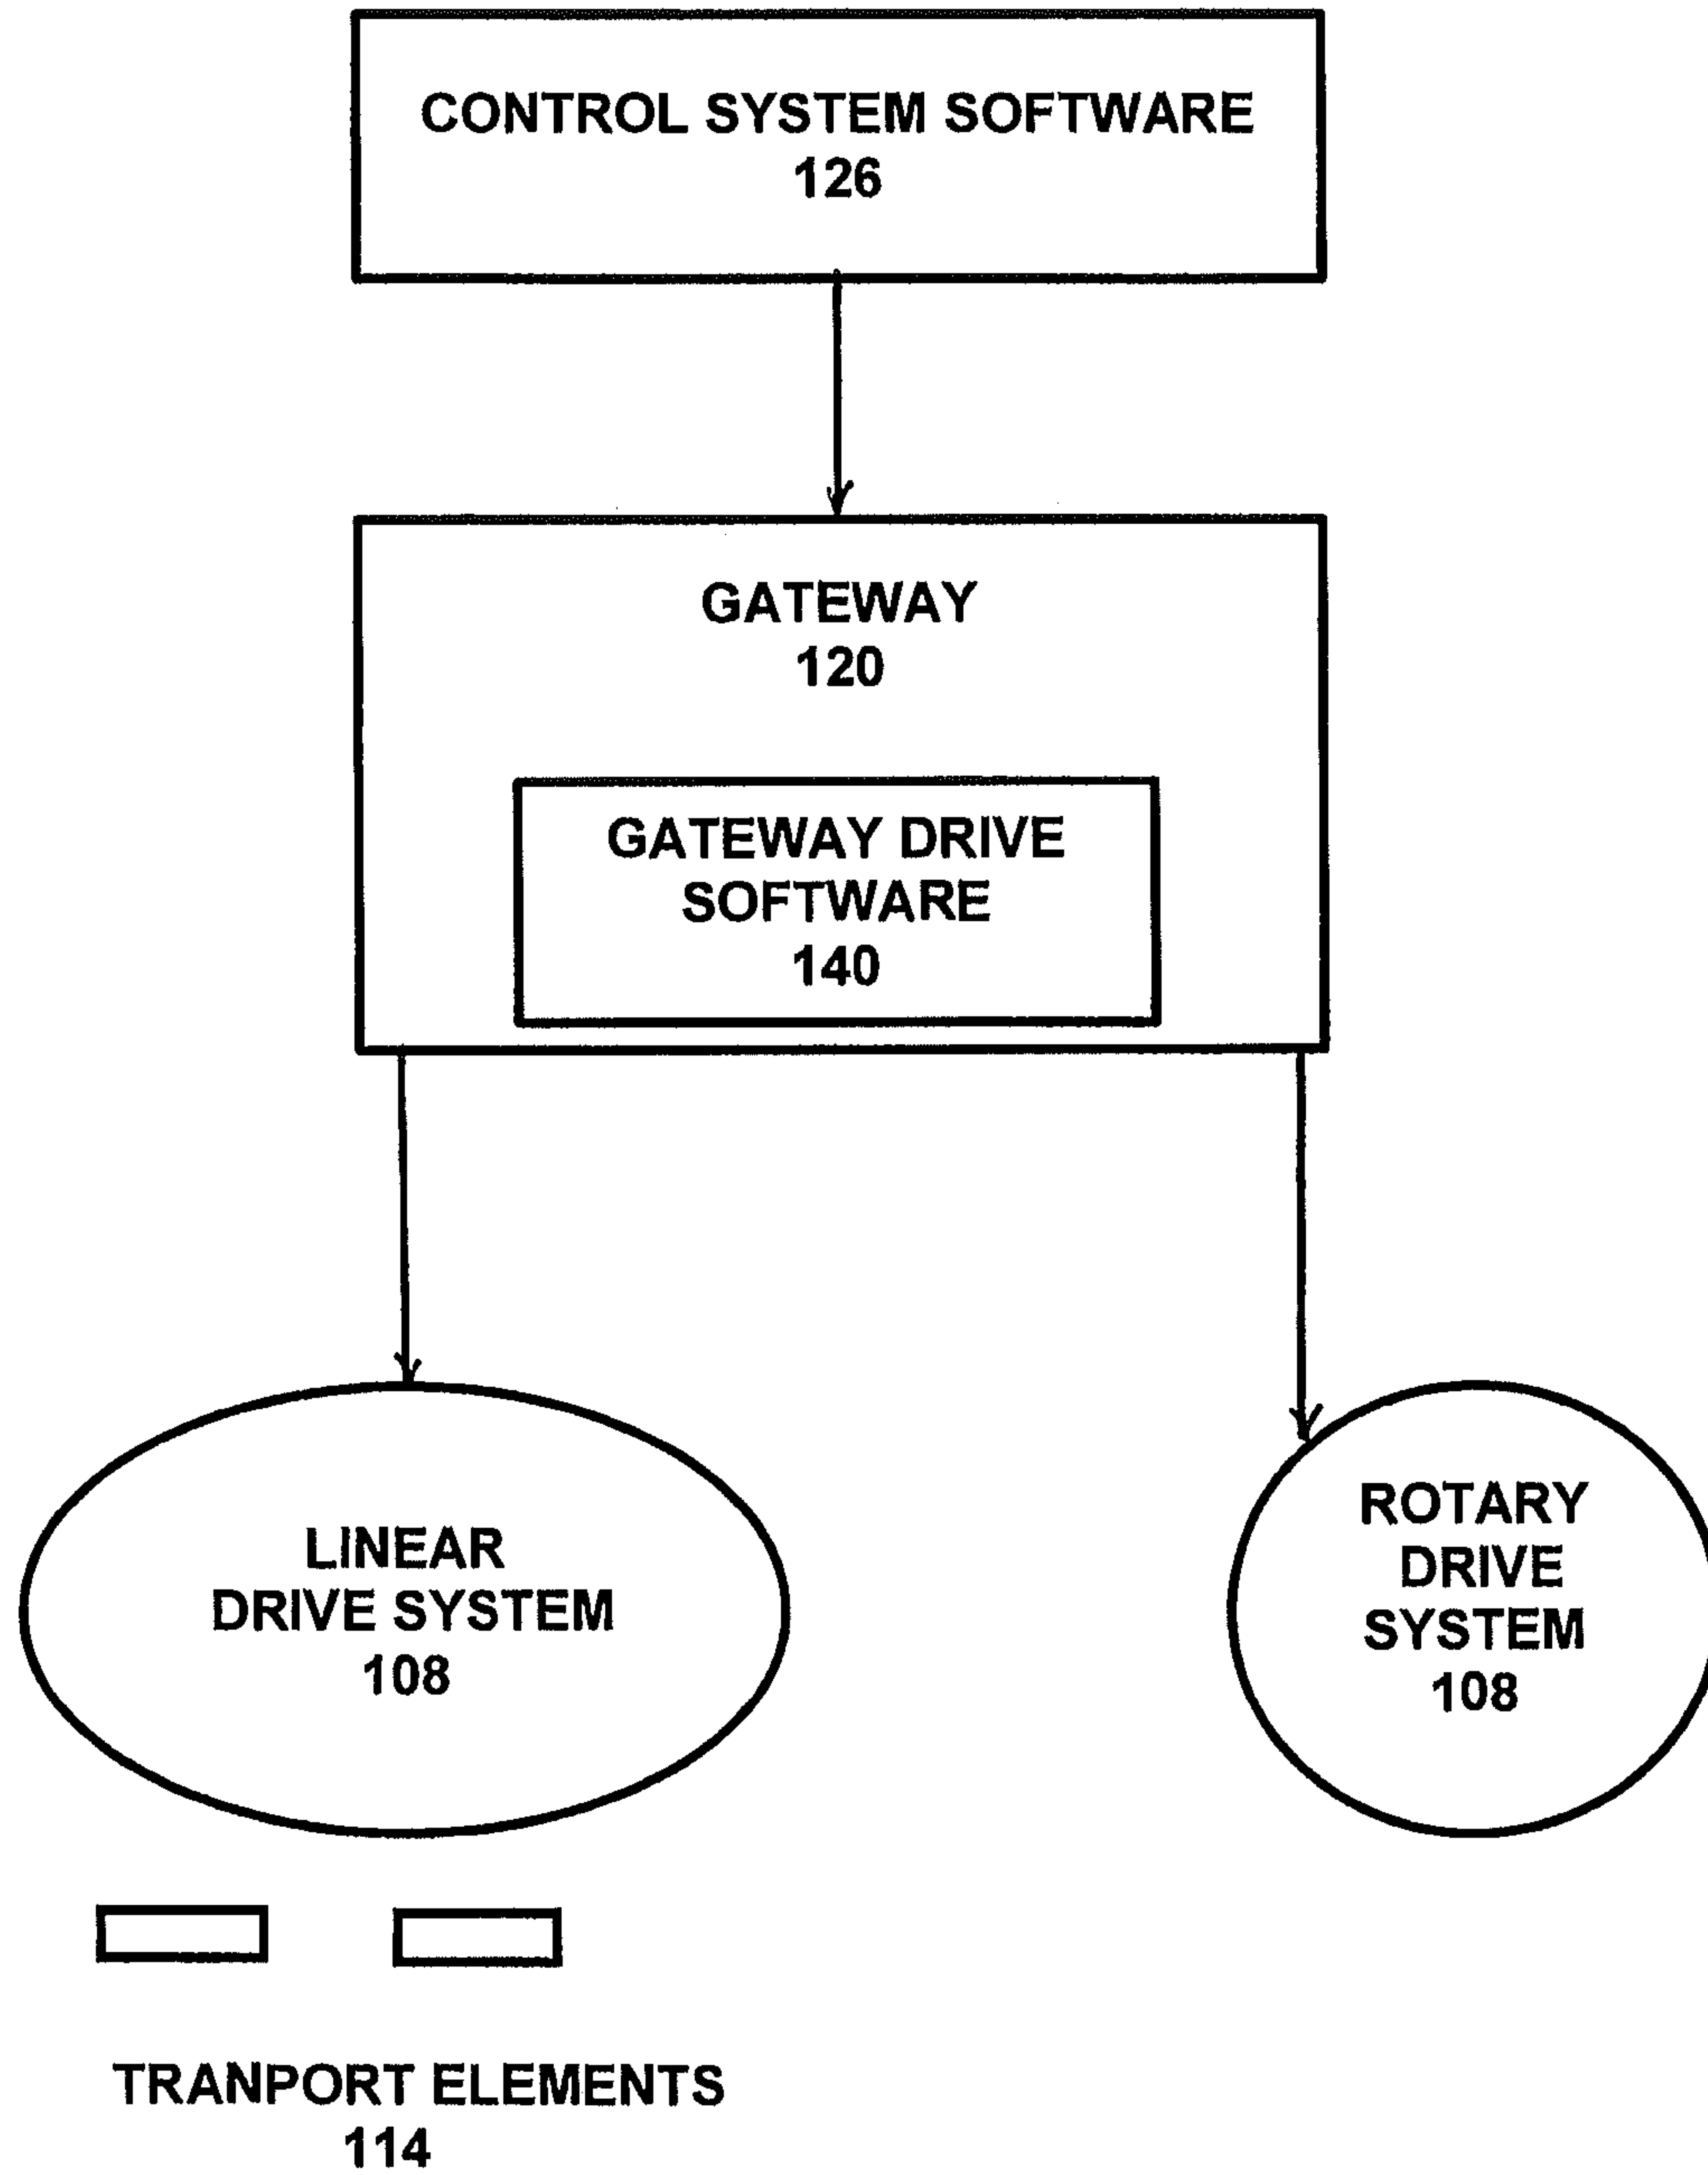 CONTROL SYSTEM SOFTWARE
126
GATEWAY
120
GATEWAY DRIVE
SOFTWARE
140
LINEAR
DRIVE SYSTEM
108
ROTARY
DRIVE
SYSTEM
108
TRANPORT ELEMENTS
114